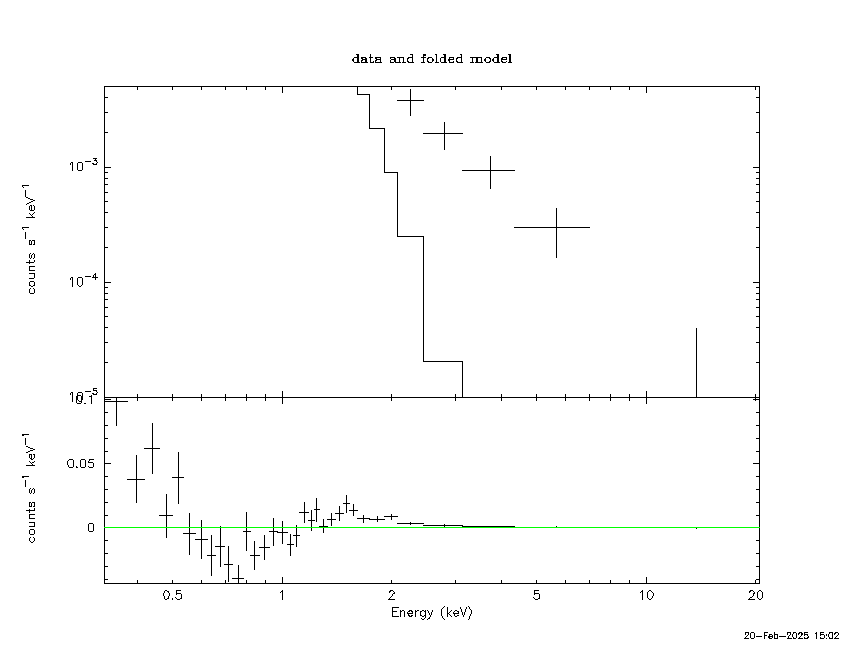 data and folded model
counts s⁻¹ keV⁻¹
10⁻³
10⁻⁴
10⁻⁵
counts s⁻¹ keV⁻¹
0.1
0.05
0
0.5 1 2 5 10 20
Energy (keV)
20-Feb-2025 15:02